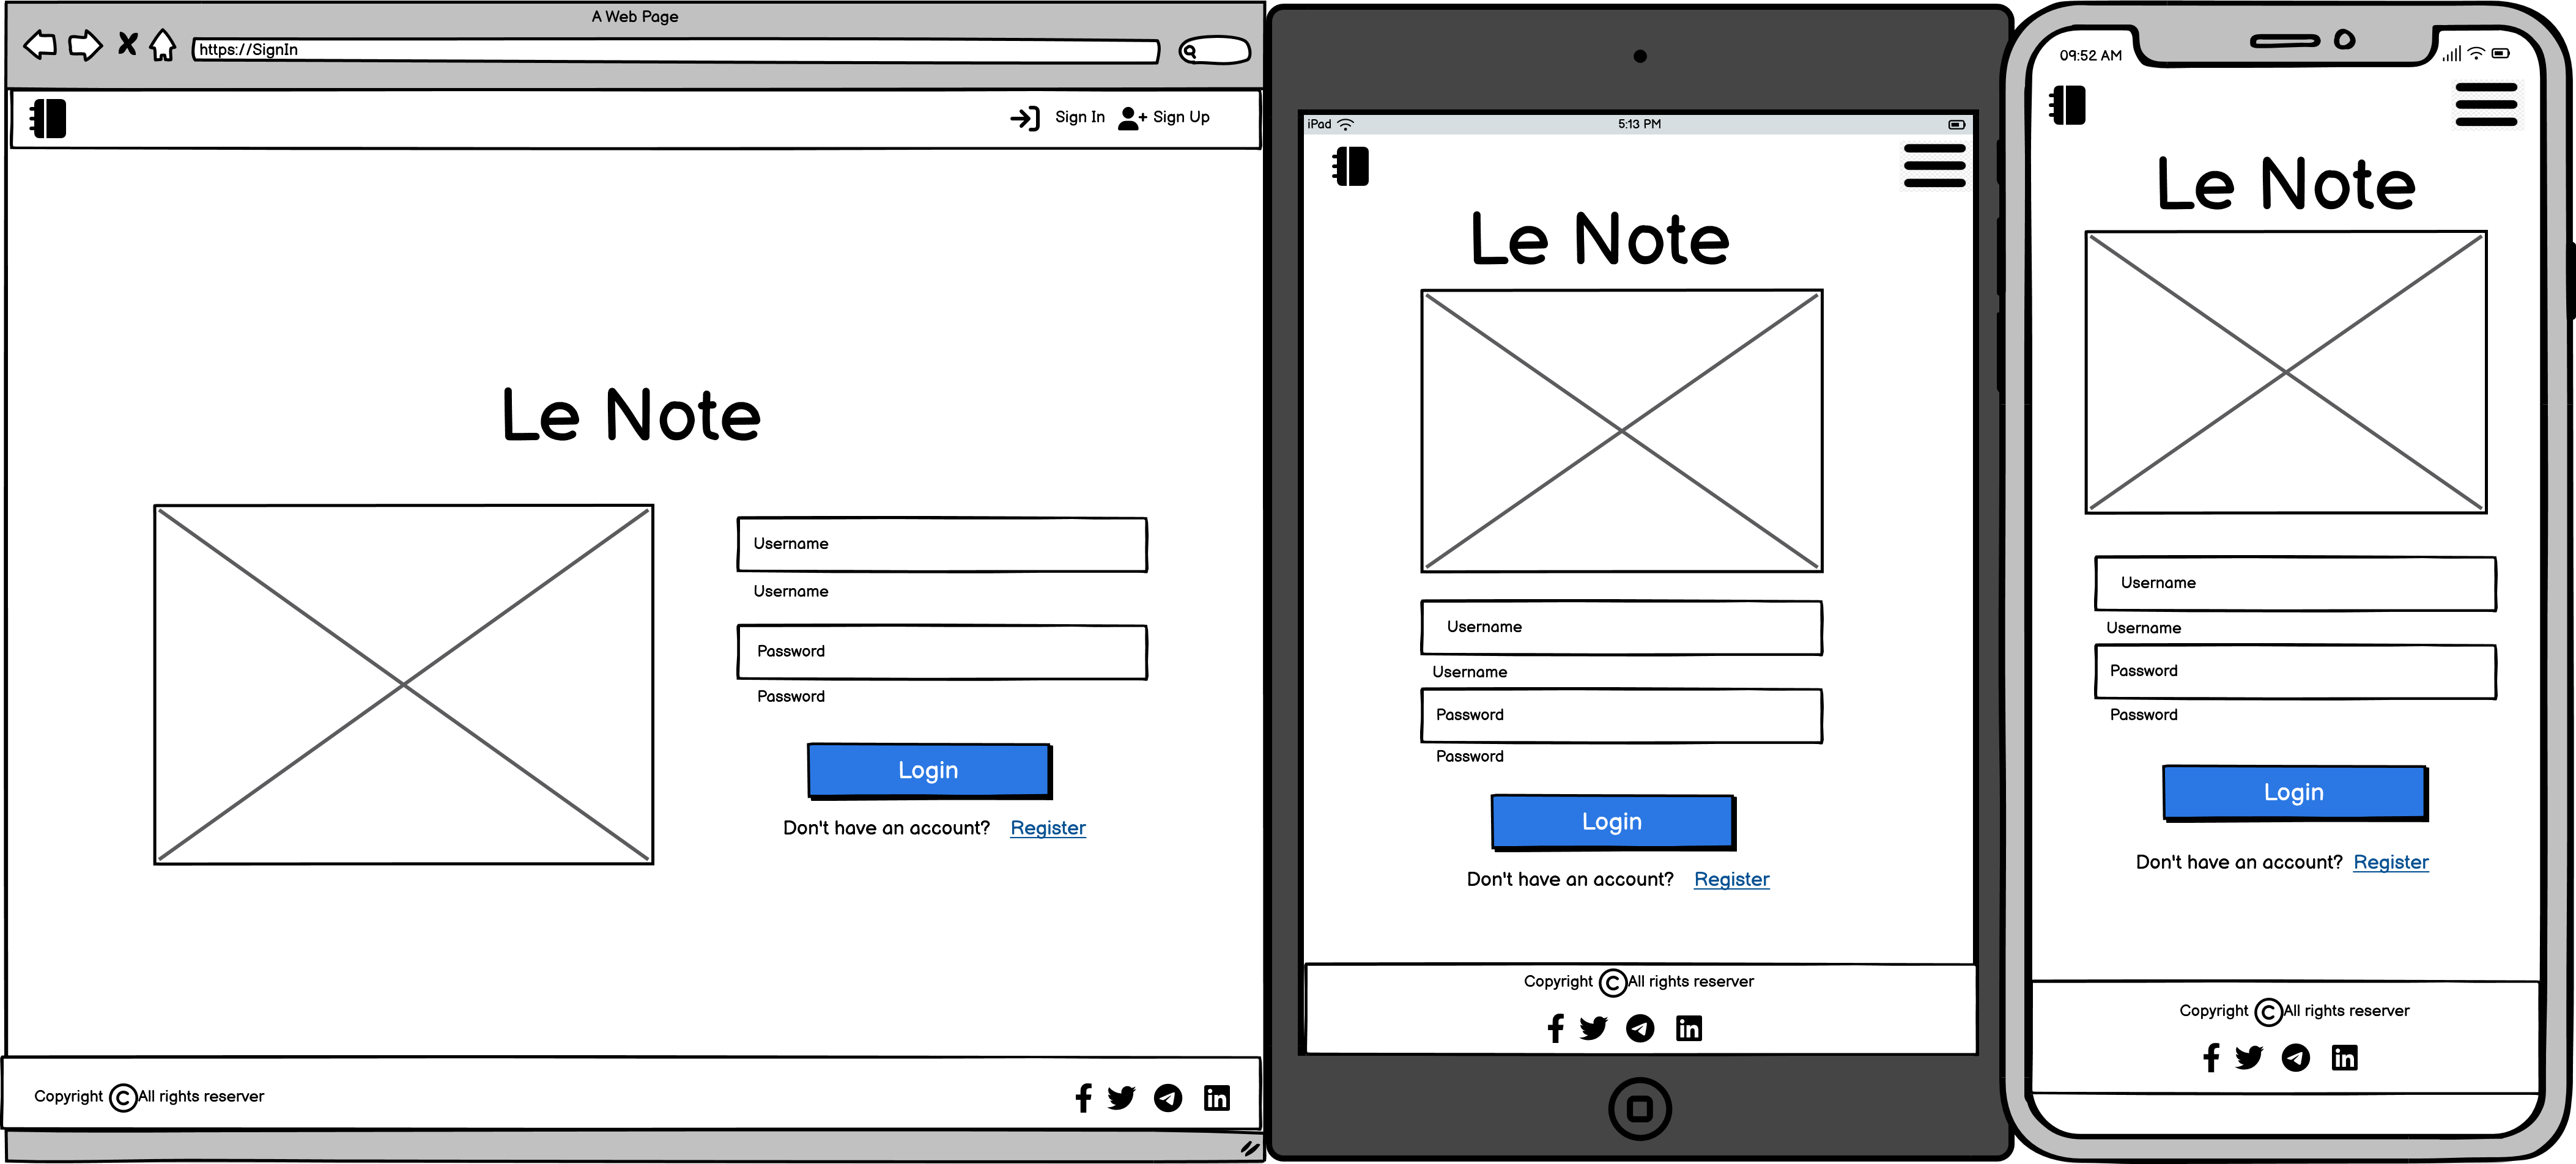 A Web Page
https://SignIn
Sign In
Sign Up
Le Note
Username
Username
Password
Password
Login
Don't have an account? Register
Copyright © All rights reserver
iPad
5:13 PM
Le Note
Username
Username
Password
Password
Login
Don't have an account? Register
Copyright © All rights reserver
09:52 AM
Le Note
Username
Username
Password
Password
Login
Don't have an account? Register
Copyright © All rights reserver